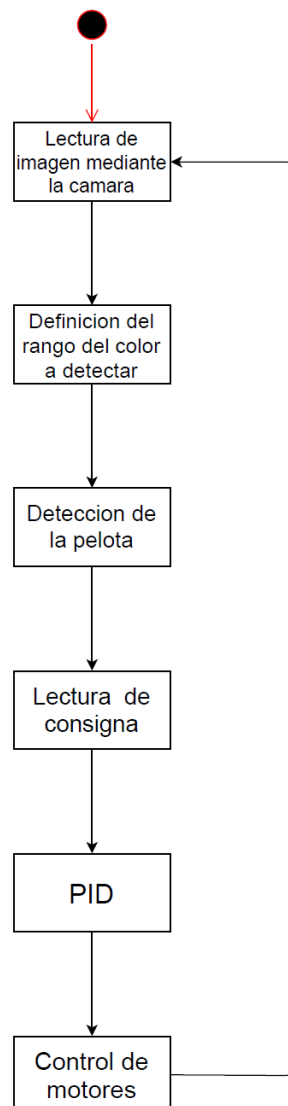 Lectura de
imagen mediante
la camara
Definicion del
rango del color
a detectar
Deteccion de
la pelota
Lectura de
consigna
PID
Control de
motores